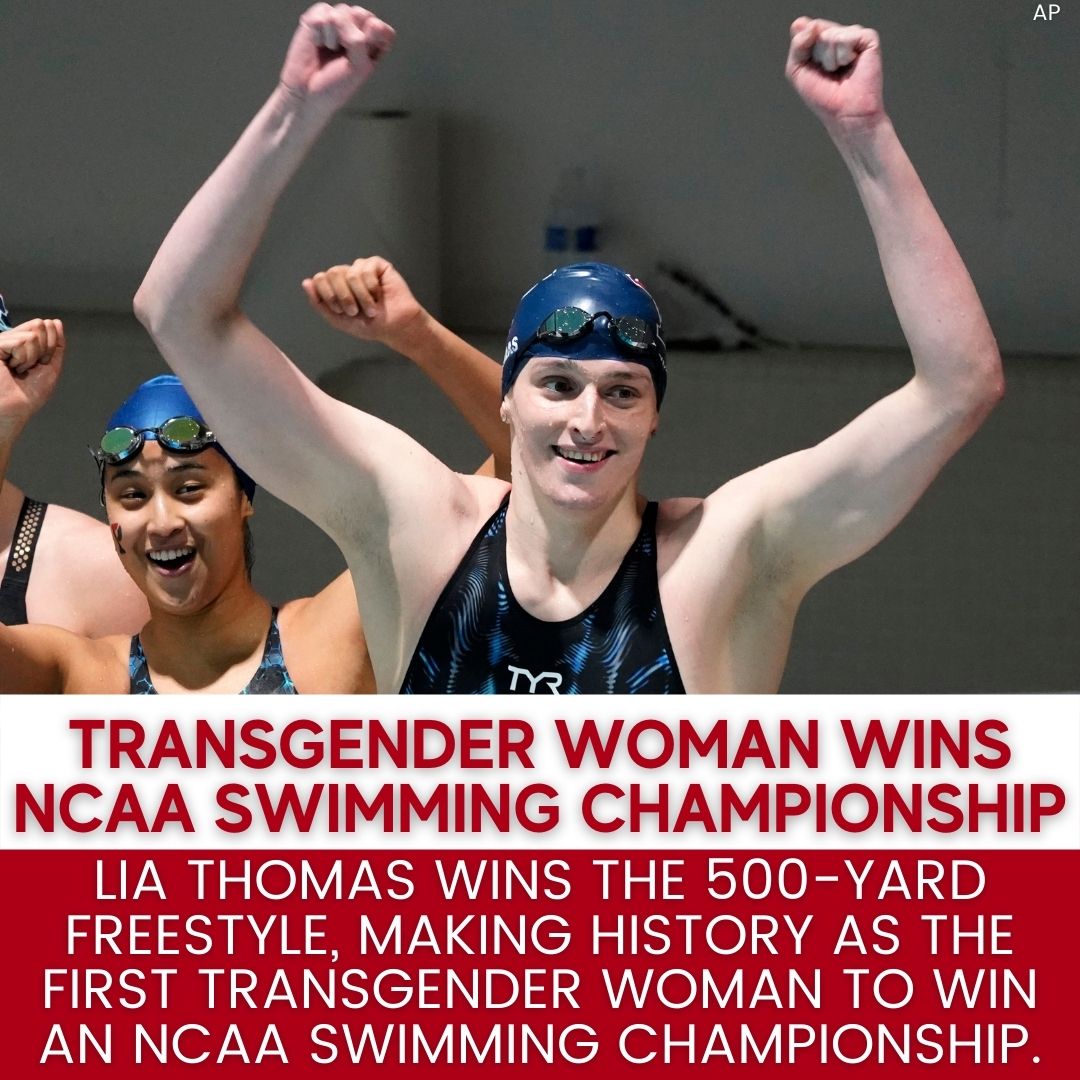 AP
TYR
TRANSGENDER WOMAN WINS
NCAA SWIMMING CHAMPIONSHIP
LIA THOMAS WINS THE 500-YARD
FREESTYLE, MAKING HISTORY AS THE
FIRST TRANSGENDER WOMAN TO WIN
AN NCAA SWIMMING CHAMPIONSHIP.